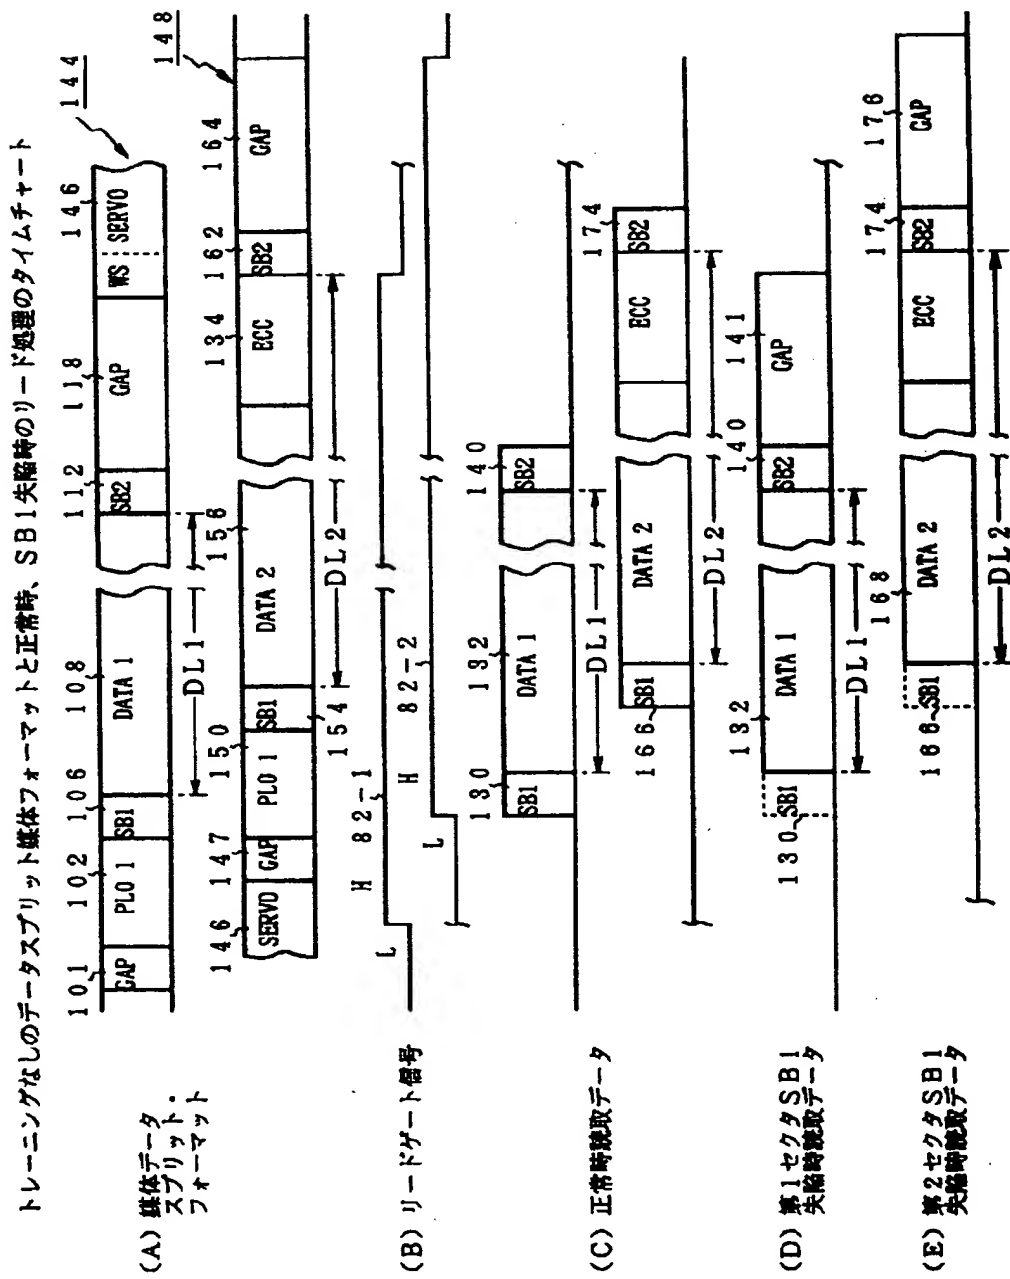 トレーニングなしのデータスプリット媒体フォーマットと正常時、SB1失陥時のリード処理のタイムチャート
(A) 媒体データ
スプリット・
フォーマット
101 102 106 108 112 118 146 144
GAP PLO 1 SB1 DATA 1 SB2 GAP WS SERVO
DL1
146 147 150 154 156 134 162 164 148
SERVO GAP PLO 1 SB1 DATA 2 ECC SB2 GAP
DL2
(B) リードゲート信号
L H 82-1
L H 82-2
(C) 正常時読取データ
130 132 140
SB1 DATA 1 SB2
DL1
166 174
SB1 DATA 2 ECC SB2
DL2
(D) 第1セクタSB1
失陥時読取データ
130 132 140 141
SB1 DATA 1 SB2 GAP
DL1
(E) 第2セクタSB1
失陥時読取データ
166 168 174 176
SB1 DATA 2 ECC SB2 GAP
DL2